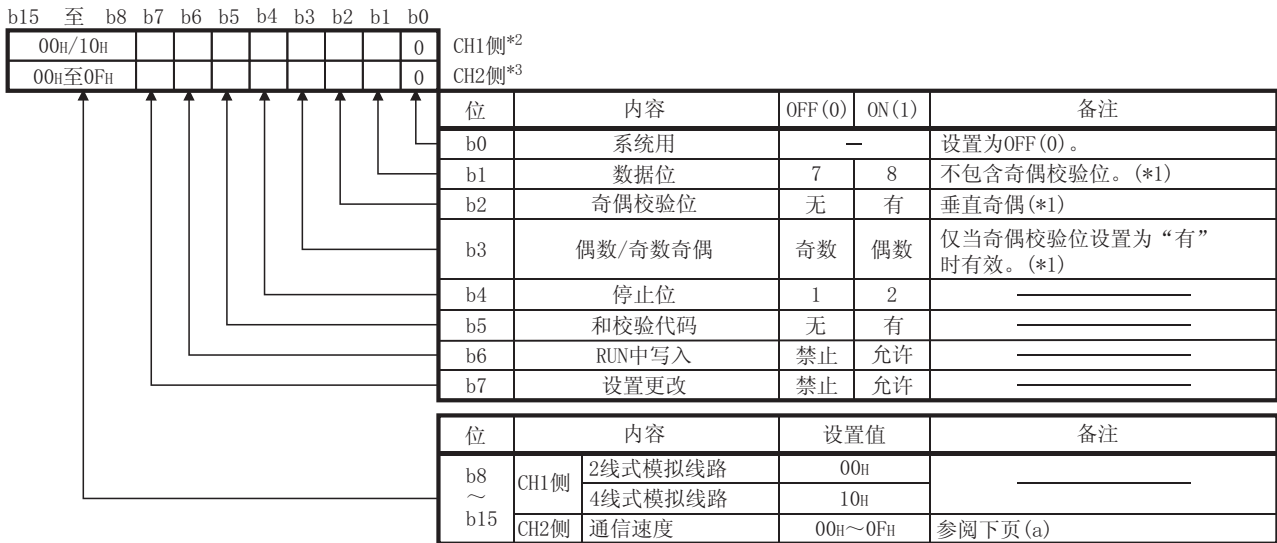 b15 至 b8 b7 b6 b5 b4 b3 b2 b1 b0
00H/10H 0 CH1侧*2
00H至0FH 0 CH2侧*3
位 内容 OFF(0) ON(1) 备注
b0 系统用 — 设置为OFF(0)。
b1 数据位 7 8 不包含奇偶校验位。(*1)
b2 奇偶校验位 无 有 垂直奇偶(*1)
b3 偶数/奇数奇偶 奇数 偶数 仅当奇偶校验位设置为“有”
时有效。(*1)
b4 停止位 1 2
b5 和校验代码 无 有
b6 RUN中写入 禁止 允许
b7 设置更改 禁止 允许
位 内容 设置值 备注
b8
～
b15
CH1侧 2线式模拟线路 00H
4线式模拟线路 10H
CH2侧 通信速度 00H～0FH 参阅下页(a)